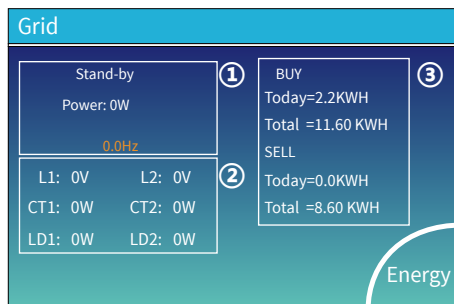 Grid
Stand-by
①
Power: 0W
0.0Hz
L1: 0V L2: 0V
②
CT1: 0W CT2: 0W
LD1: 0W LD2: 0W
BUY
③
Today=2.2KWH
Total =11.60 KWH
SELL
Today=0.0KWH
Total =8.60 KWH
Energy